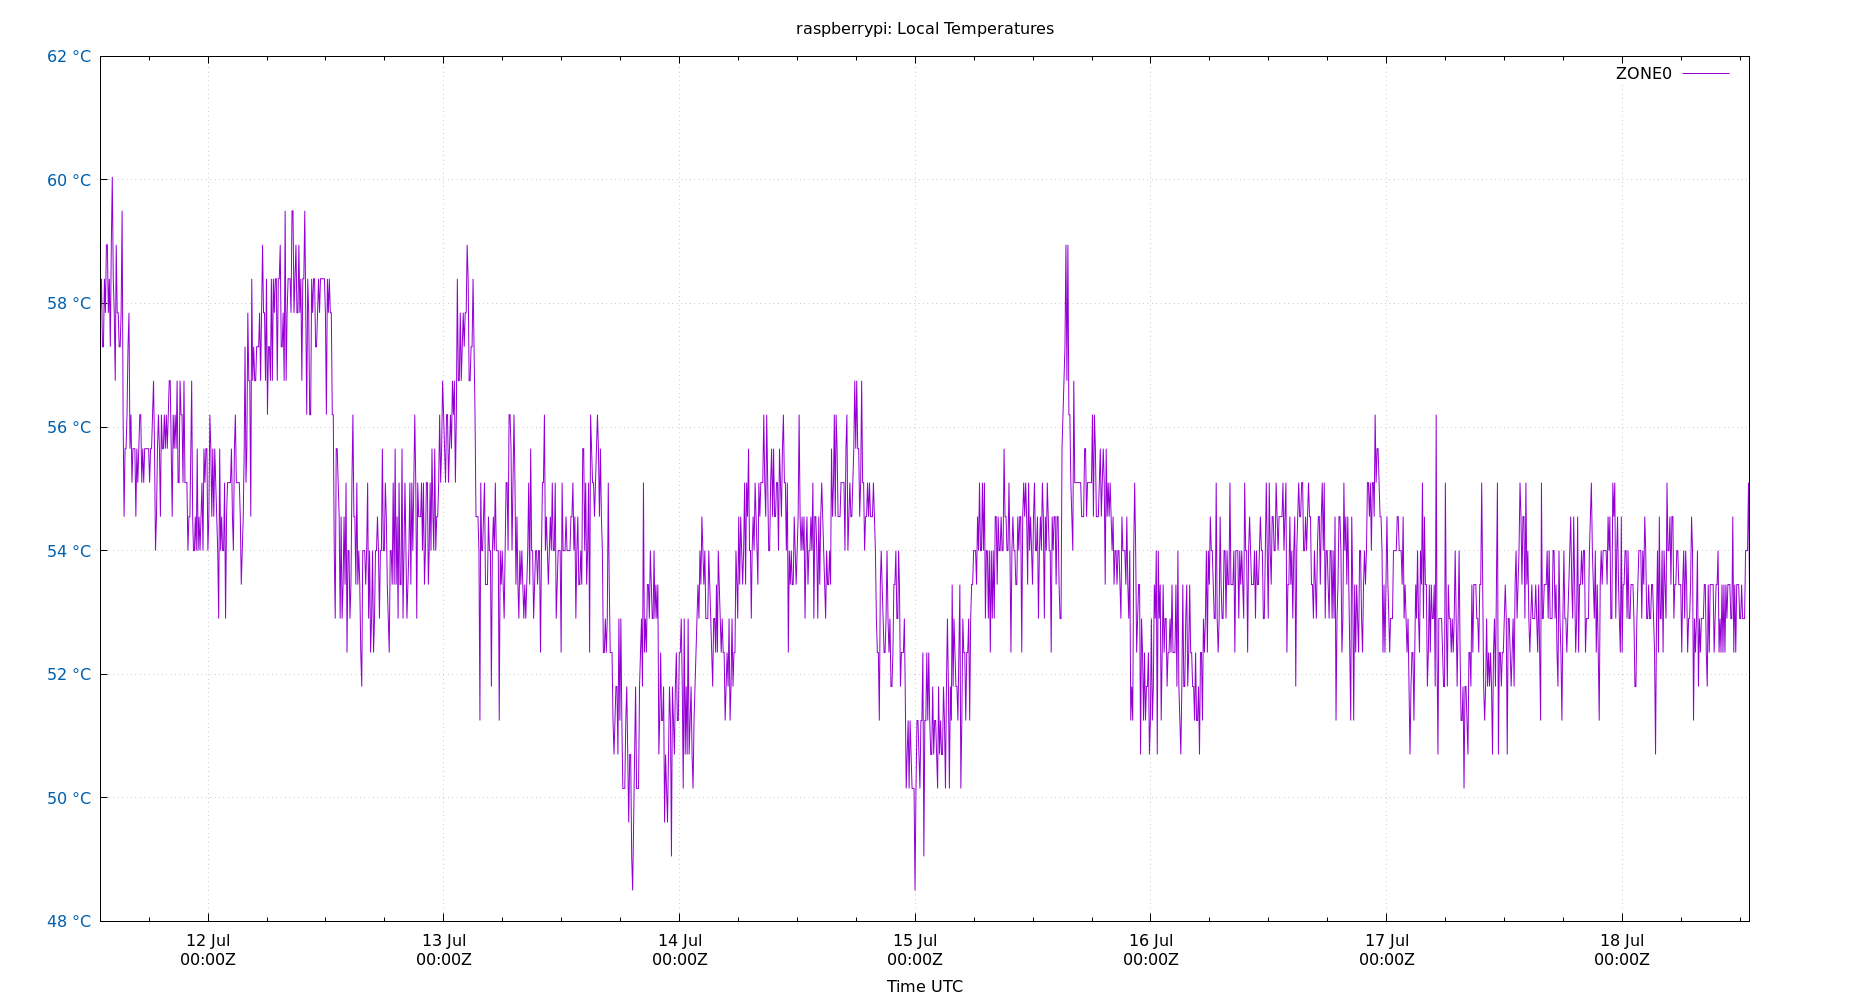 raspberrypi: Local Temperatures
62 °C
ZONE0
60 °C
58 °C
56 °C
54 °C
52 °C
50 °C
48 °C
12 Jul 13 Jul 14 Jul 15 Jul 16 Jul 17 Jul 18 Jul
00:00Z 00:00Z 00:00Z 00:00Z 00:00Z 00:00Z 00:00Z
Time UTC